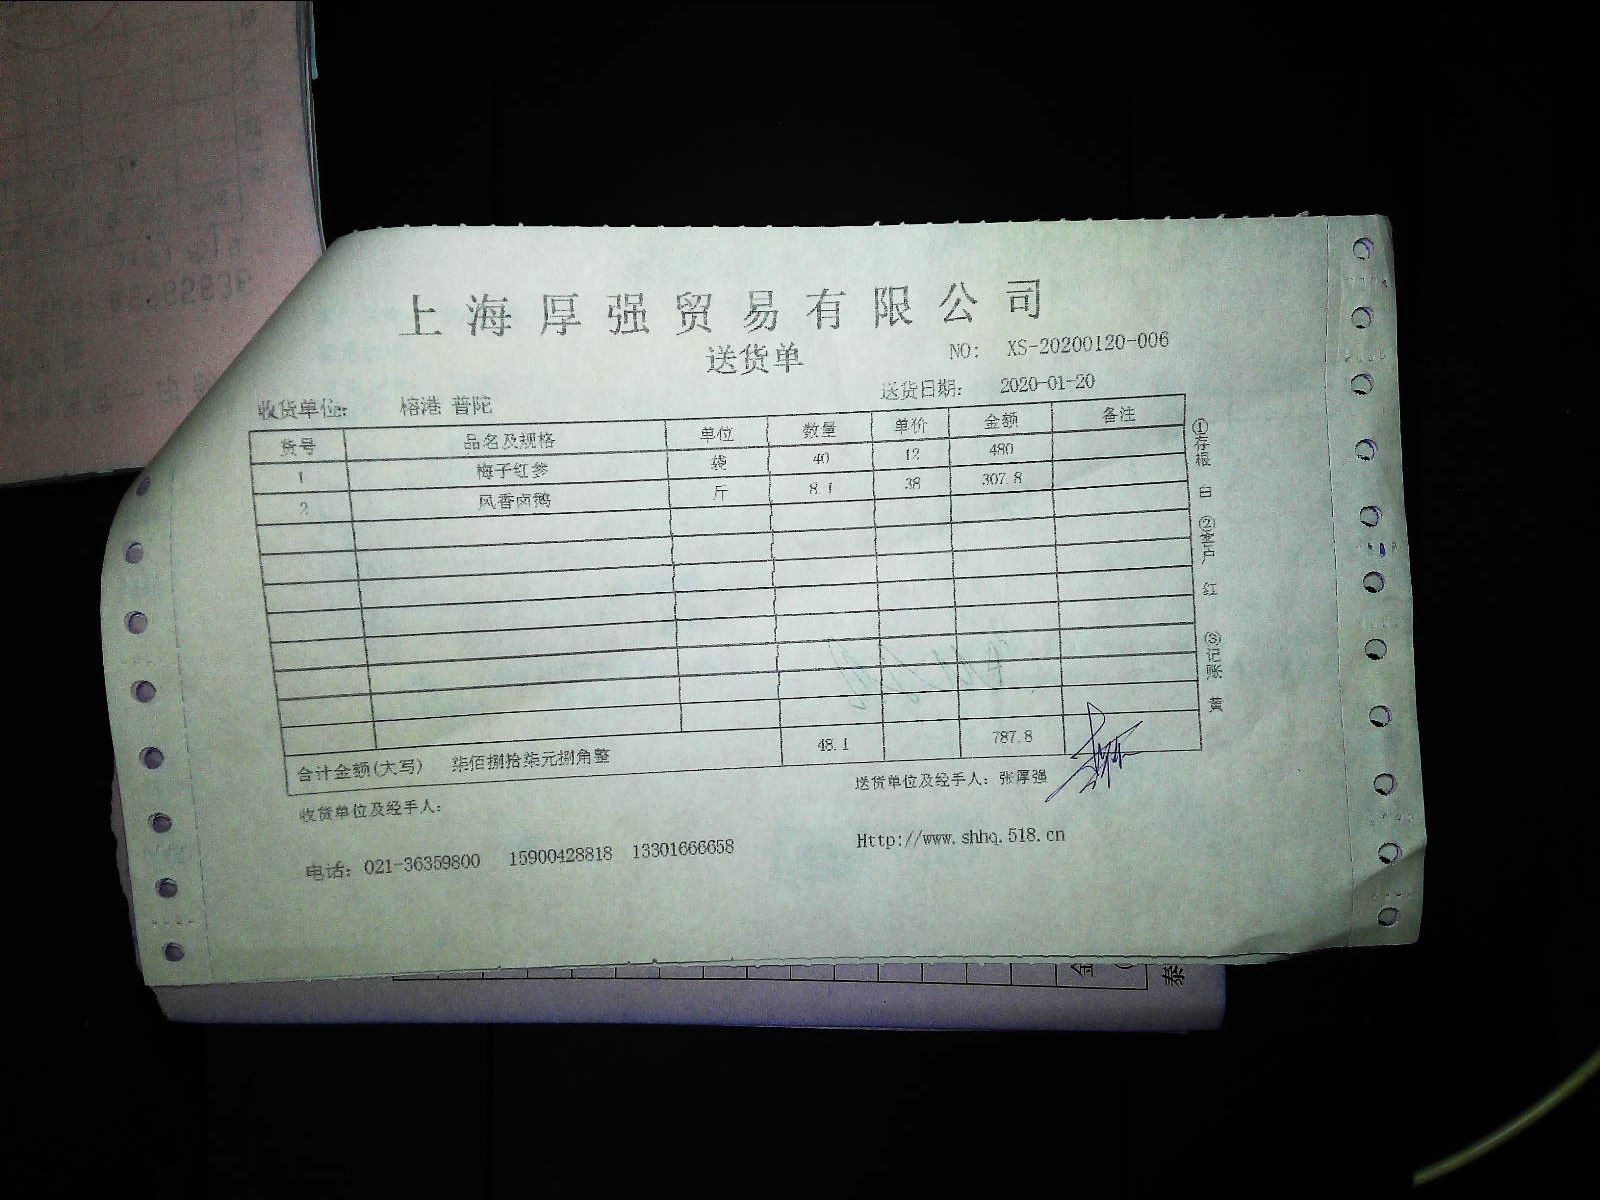 上海厚强贸易有限公司
送货单
NO: XS-20200120-006
送货日期: 2020-01-20
收货单位: 榕港 普陀
货号 品名及规格 单位 数量 单价 金额 备注
1 梅子红参 袋 40 12 480
2 风香卤鹅 斤 8.1 38 307.8
合计金额(大写) 柒佰捌拾柒元捌角整 48.1 787.8
收货单位及经手人:
送货单位及经手人: 张厚强
电话: 021-36359800 15900428818 13301666658
Http://www.shhq.518.cn
①存根 白 ②客户 红 ③记账 黄
金
泰